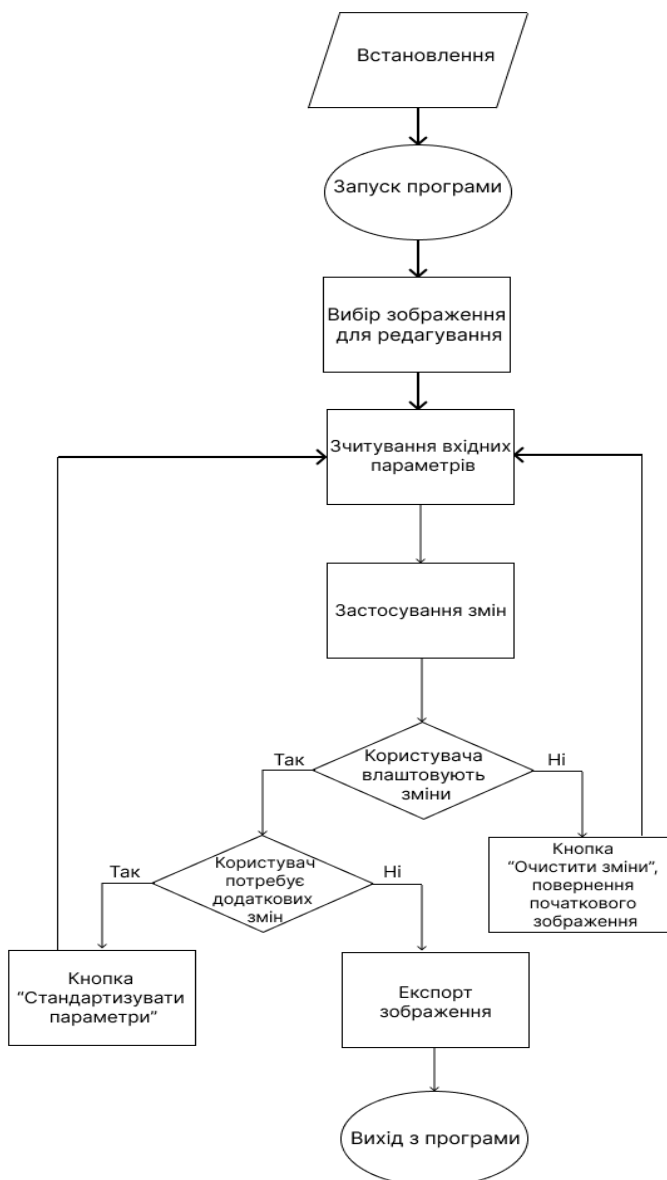 Встановлення
Запуск програми
Вибір зображення
для редагування
Зчитування вхідних
параметрів
Застосування змін
Так
Користувача
влаштовують
зміни
Ні
Так
Користувач
потребує
додаткових
змін
Ні
Кнопка
“Очистити зміни”,
повернення
початкового
зображення
Кнопка
“Стандартизувати
параметри”
Експорт
зображення
Вихід з програми